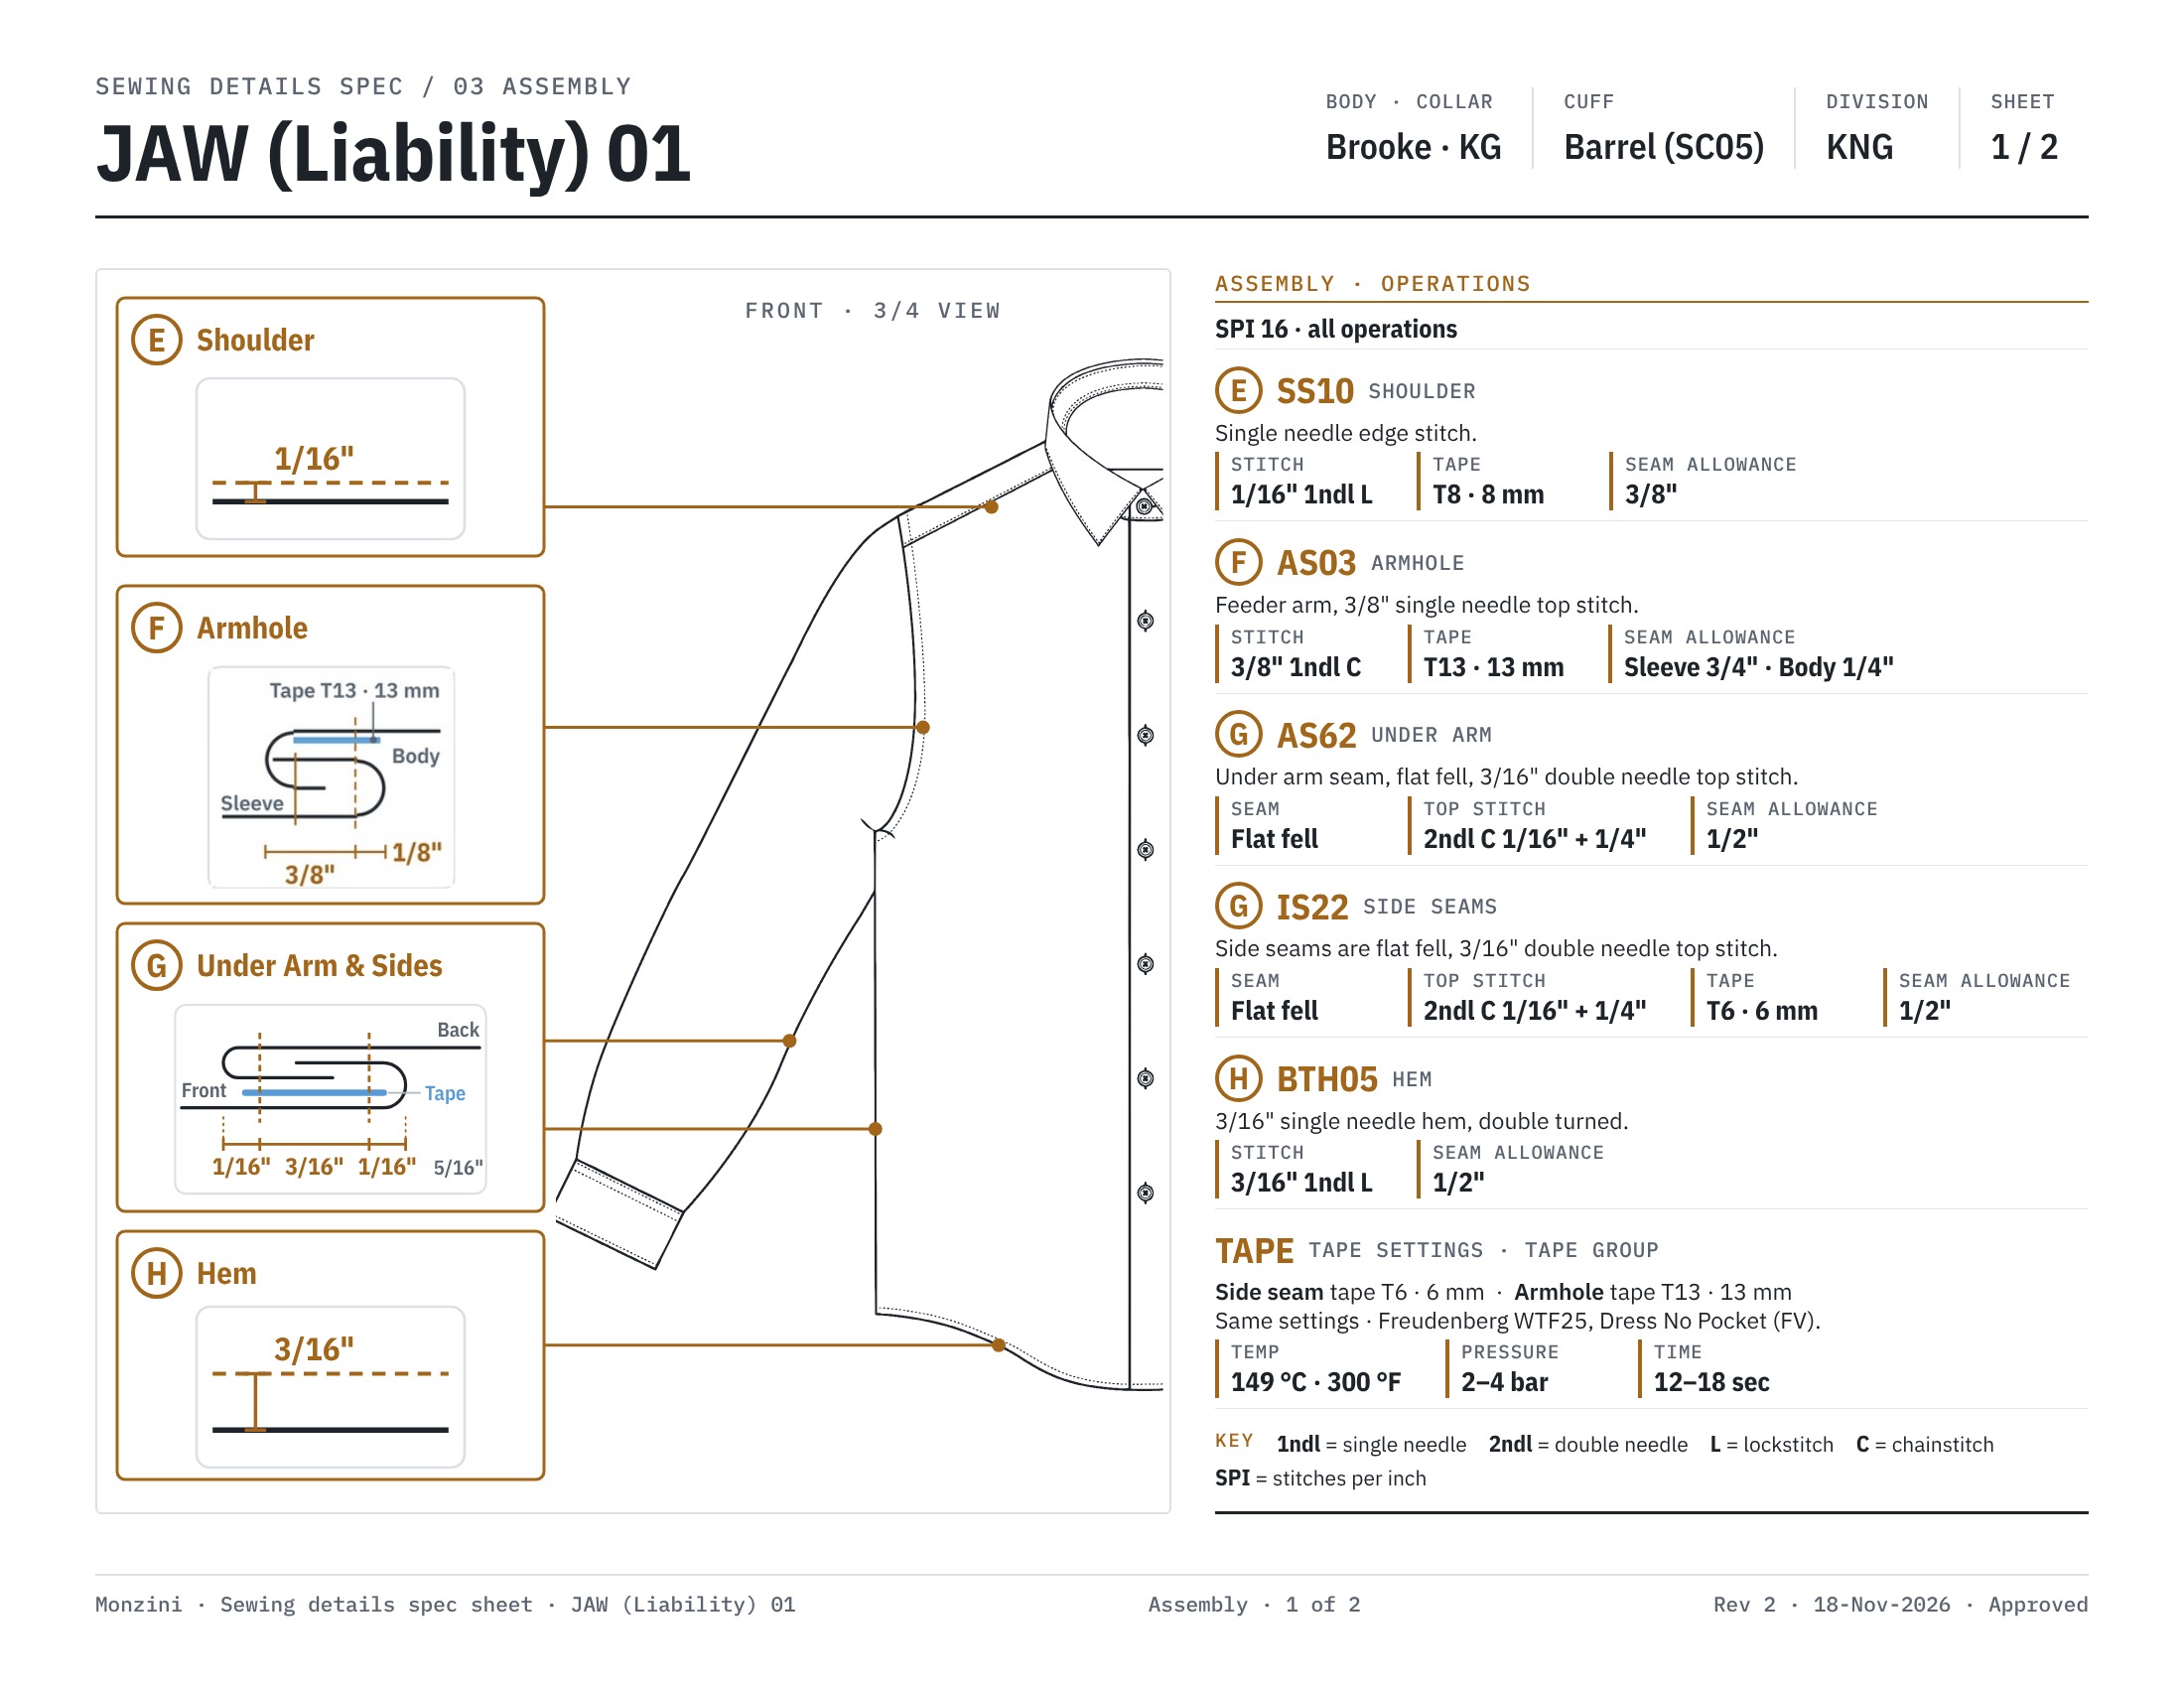 SEWING DETAILS SPEC / 03 ASSEMBLY
JAW (Liability) 01
BODY · COLLAR
Brooke · KG
CUFF
Barrel (SC05)
DIVISION
KNG
SHEET
1 / 2
FRONT · 3/4 VIEW
E Shoulder
1/16"
F Armhole
Tape T13 · 13 mm
Body
Sleeve
1/8"
3/8"
G Under Arm & Sides
Back
Front
Tape
1/16" 3/16" 1/16" 5/16"
H Hem
3/16"
ASSEMBLY · OPERATIONS
SPI 16 · all operations
E SS10 SHOULDER
Single needle edge stitch.
STITCH TAPE SEAM ALLOWANCE
1/16" 1ndl L T8 · 8 mm 3/8"
F AS03 ARMHOLE
Feeder arm, 3/8" single needle top stitch.
STITCH TAPE SEAM ALLOWANCE
3/8" 1ndl C T13 · 13 mm Sleeve 3/4" · Body 1/4"
G AS62 UNDER ARM
Under arm seam, flat fell, 3/16" double needle top stitch.
SEAM TOP STITCH SEAM ALLOWANCE
Flat fell 2ndl C 1/16" + 1/4" 1/2"
G IS22 SIDE SEAMS
Side seams are flat fell, 3/16" double needle top stitch.
SEAM TOP STITCH TAPE SEAM ALLOWANCE
Flat fell 2ndl C 1/16" + 1/4" T6 · 6 mm 1/2"
H BTH05 HEM
3/16" single needle hem, double turned.
STITCH SEAM ALLOWANCE
3/16" 1ndl L 1/2"
TAPE TAPE SETTINGS · TAPE GROUP
Side seam tape T6 · 6 mm · Armhole tape T13 · 13 mm
Same settings · Freudenberg WTF25, Dress No Pocket (FV).
TEMP PRESSURE TIME
149 °C · 300 °F 2–4 bar 12–18 sec
KEY 1ndl = single needle 2ndl = double needle L = lockstitch C = chainstitch
SPI = stitches per inch
Monzini · Sewing details spec sheet · JAW (Liability) 01
Assembly · 1 of 2
Rev 2 · 18-Nov-2026 · Approved